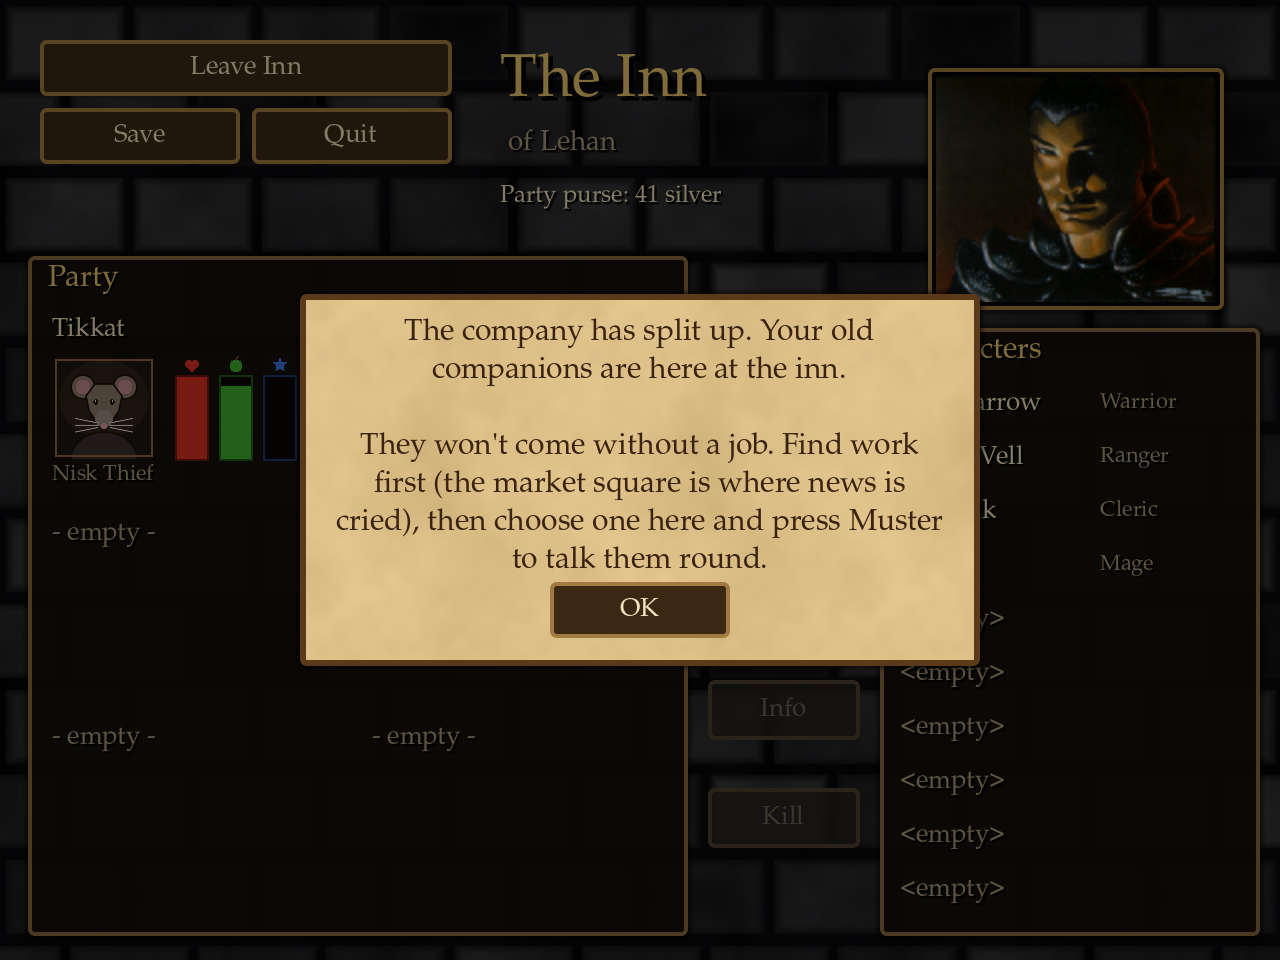 Leave Inn
Save
Quit
The Inn
of Lehan
Party purse: 41 silver
Party
Tikkat
Nisk Thief
- empty -
- empty -
- empty -
The company has split up. Your old
companions are here at the inn.
They won't come without a job. Find work
first (the market square is where news is
cried), then choose one here and press Muster
to talk them round.
OK
Info
Kill
Warrior
Vell
Ranger
Cleric
Mage
<empty>
<empty>
<empty>
<empty>
<empty>